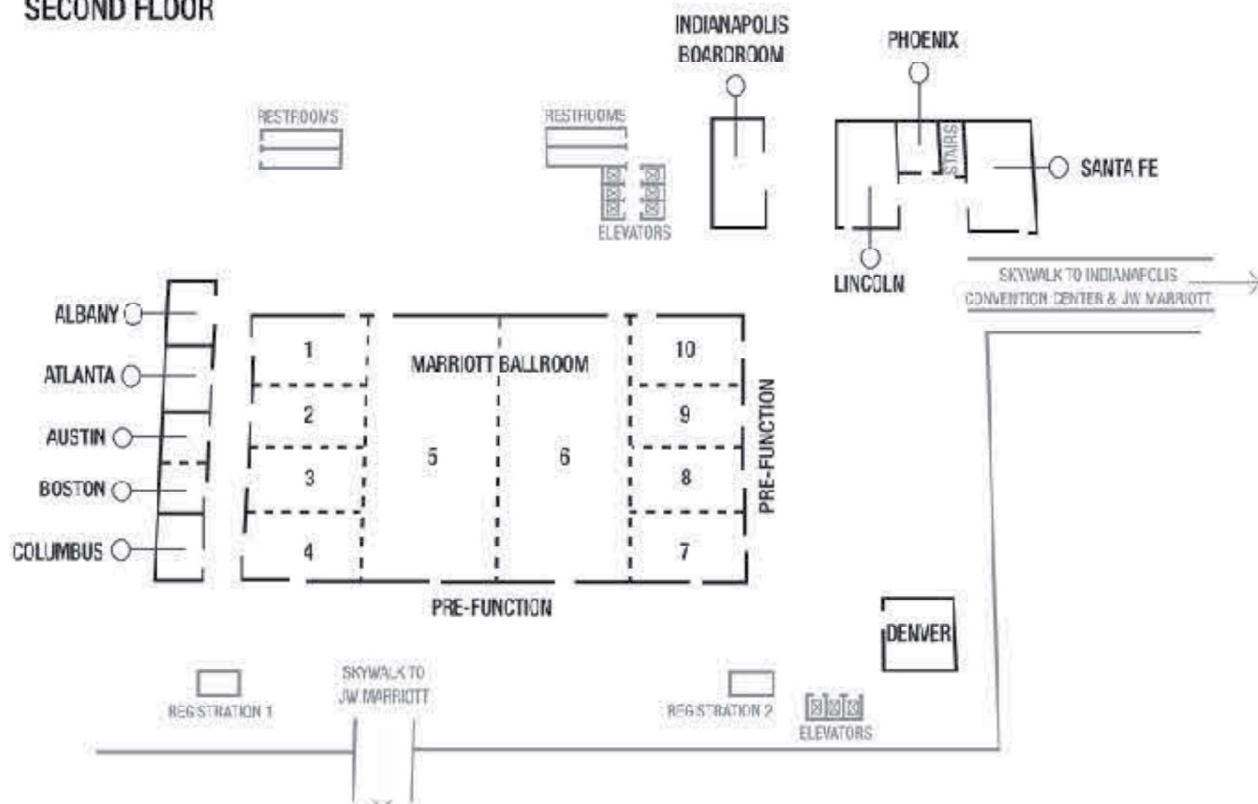 SECOND FLOOR
INDIANAPOLIS
BOARDROOM
PHOENIX
RESTROOMS
RESTROOMS
STAIRS
SANTA FE
ELEVATORS
LINCOLN
SKYWALK TO INDIANAPOLIS
CONVENTION CENTER & JW MARRIOTT
ALBANY
ATLANTA
AUSTIN
BOSTON
COLUMBUS
MARRIOTT BALLROOM
1
2
3
4
5
6
10
9
8
7
PRE-FUNCTION
PRE-FUNCTION
DENVER
SKYWALK TO
JW MARRIOTT
REGISTRATION 1
REGISTRATION 2
ELEVATORS